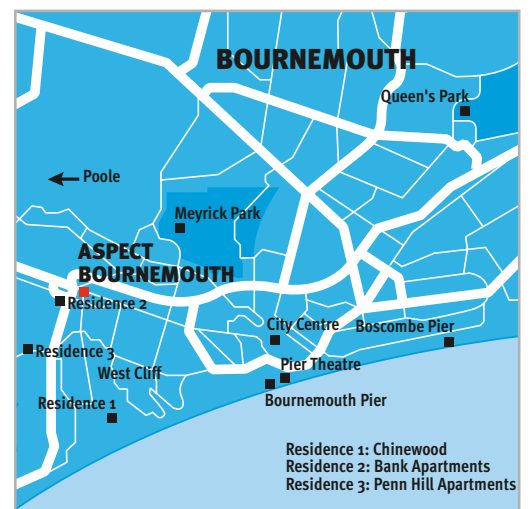 BOURNEMOUTH
Queen's Park
Poole
Meyrick Park
ASPECT
BOURNEMOUTH
Residence 2
City Centre
Boscombe Pier
Residence 3
Pier Theatre
West Cliff
Bournemouth Pier
Residence 1
Residence 1: Chinewood
Residence 2: Bank Apartments
Residence 3: Penn Hill Apartments